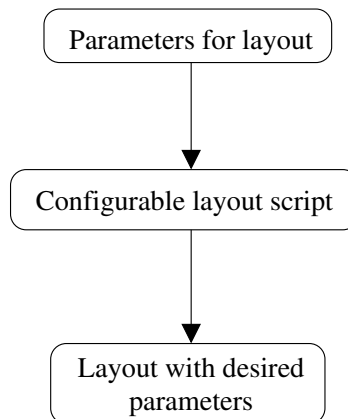 Parameters for layout
Configurable layout script
Layout with desired
parameters